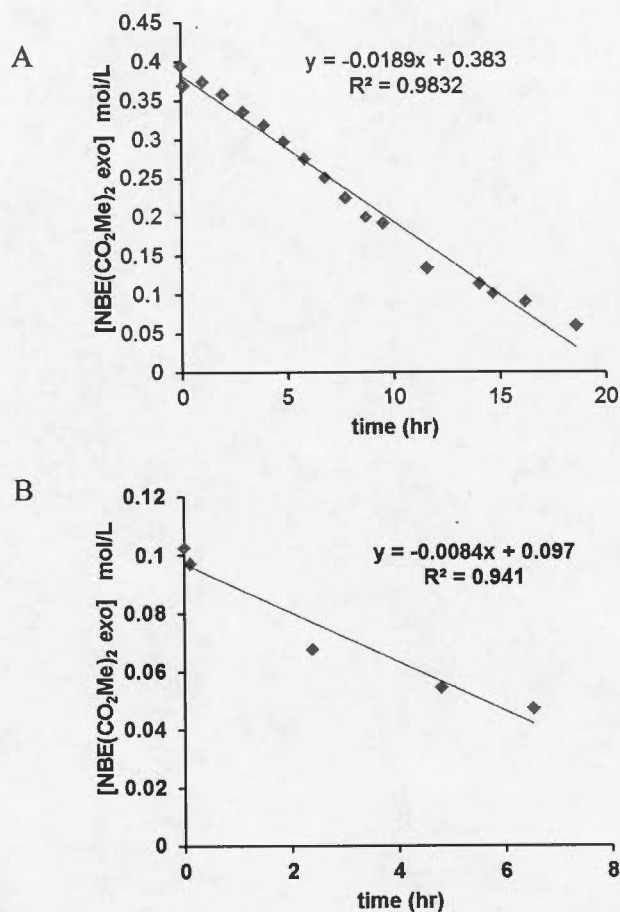 A
y = -0.0189x + 0.383
R² = 0.9832
[NBE(CO₂Me)₂ exo] mol/L
0.45
0.4
0.35
0.3
0.25
0.2
0.15
0.1
0.05
0
0 5 10 15 20
time (hr)
B
y = -0.0084x + 0.097
R² = 0.941
[NBE(CO₂Me)₂ exo] mol/L
0.12
0.1
0.08
0.06
0.04
0.02
0
0 2 4 6 8
time (hr)